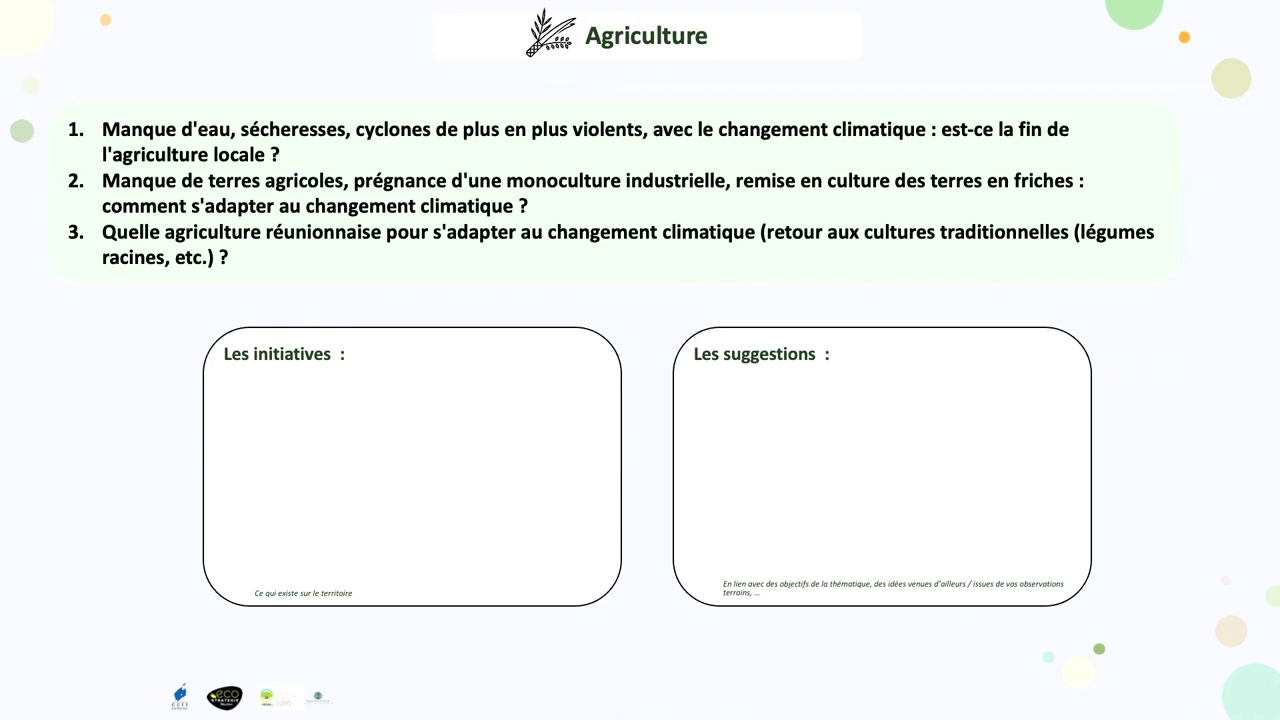 Agriculture
1. Manque d'eau, sécheresses, cyclones de plus en plus violents, avec le changement climatique : est-ce la fin de
l'agriculture locale ?
2. Manque de terres agricoles, prégnance d'une monoculture industrielle, remise en culture des terres en friches :
comment s'adapter au changement climatique ?
3. Quelle agriculture réunionnaise pour s'adapter au changement climatique (retour aux cultures traditionnelles (légumes
racines, etc.) ?
Les initiatives :
Ce qui existe sur le territoire
Les suggestions :
En lien avec des objectifs de la thématique, des idées venues d'ailleurs / issues de vos observations
terrains, ...
eco
STRATEGIE